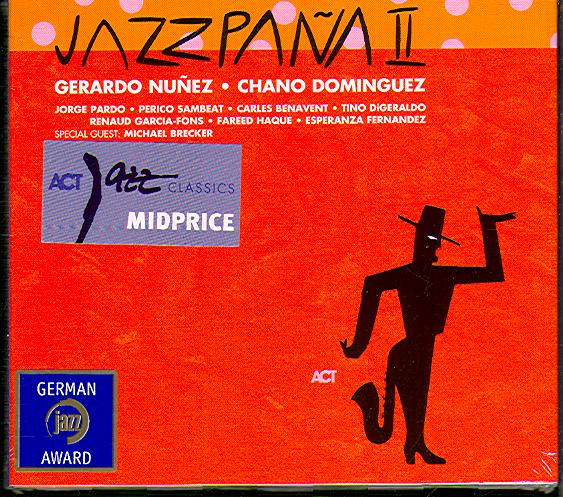 JAZZPAÑA II
GERARDO NUÑEZ • CHANO DOMINGUEZ
JORGE PARDO • PERICO SAMBEAT • CARLES BENAVENT • TINO DIGERALDO
RENAUD GARCIA-FONS • FAREED HAQUE • ESPERANZA FERNANDEZ
SPECIAL GUEST: MICHAEL BRECKER
ACT Jazz CLASSICS
MIDPRICE
ACT
GERMAN
jazz
AWARD